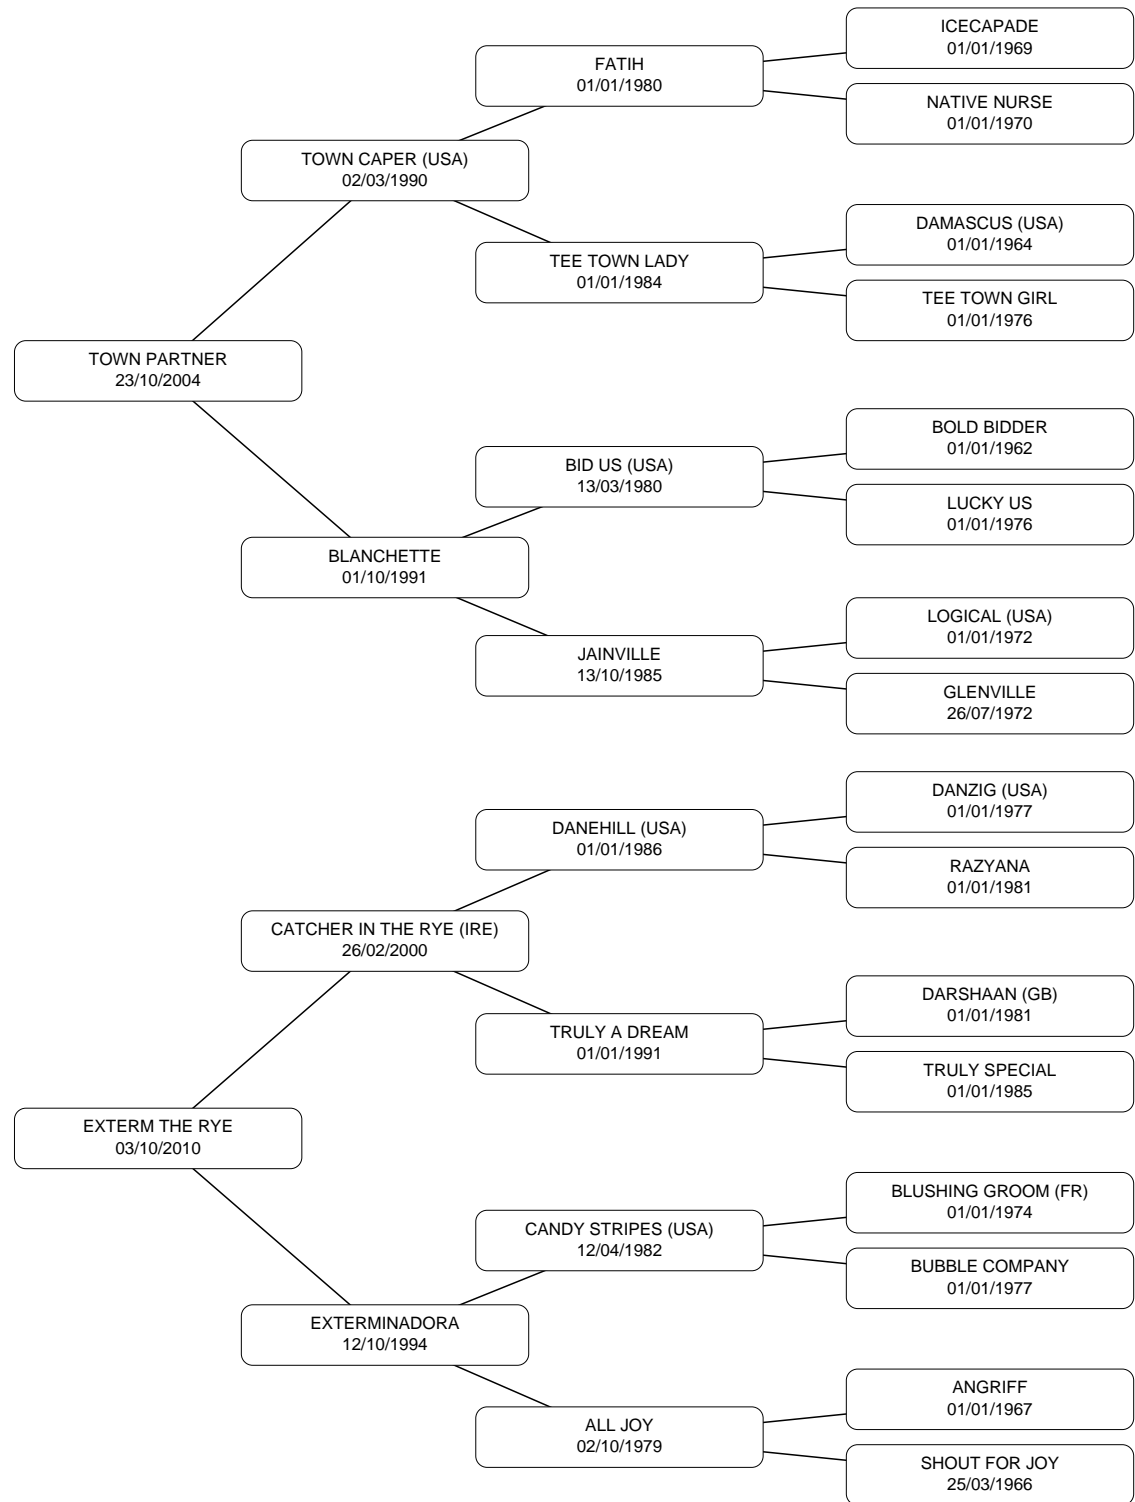 ICECAPADE
01/01/1969
FATIH
01/01/1980
NATIVE NURSE
01/01/1970
TOWN CAPER (USA)
02/03/1990
DAMASCUS (USA)
01/01/1964
TEE TOWN LADY
01/01/1984
TEE TOWN GIRL
01/01/1976
TOWN PARTNER
23/10/2004
BOLD BIDDER
01/01/1962
BID US (USA)
13/03/1980
LUCKY US
01/01/1976
BLANCHETTE
01/10/1991
LOGICAL (USA)
01/01/1972
JAINVILLE
13/10/1985
GLENVILLE
26/07/1972
DANZIG (USA)
01/01/1977
DANEHILL (USA)
01/01/1986
RAZYANA
01/01/1981
CATCHER IN THE RYE (IRE)
26/02/2000
DARSHAAN (GB)
01/01/1981
TRULY A DREAM
01/01/1991
TRULY SPECIAL
01/01/1985
EXTERM THE RYE
03/10/2010
BLUSHING GROOM (FR)
01/01/1974
CANDY STRIPES (USA)
12/04/1982
BUBBLE COMPANY
01/01/1977
EXTERMINADORA
12/10/1994
ANGRIFF
01/01/1967
ALL JOY
02/10/1979
SHOUT FOR JOY
25/03/1966